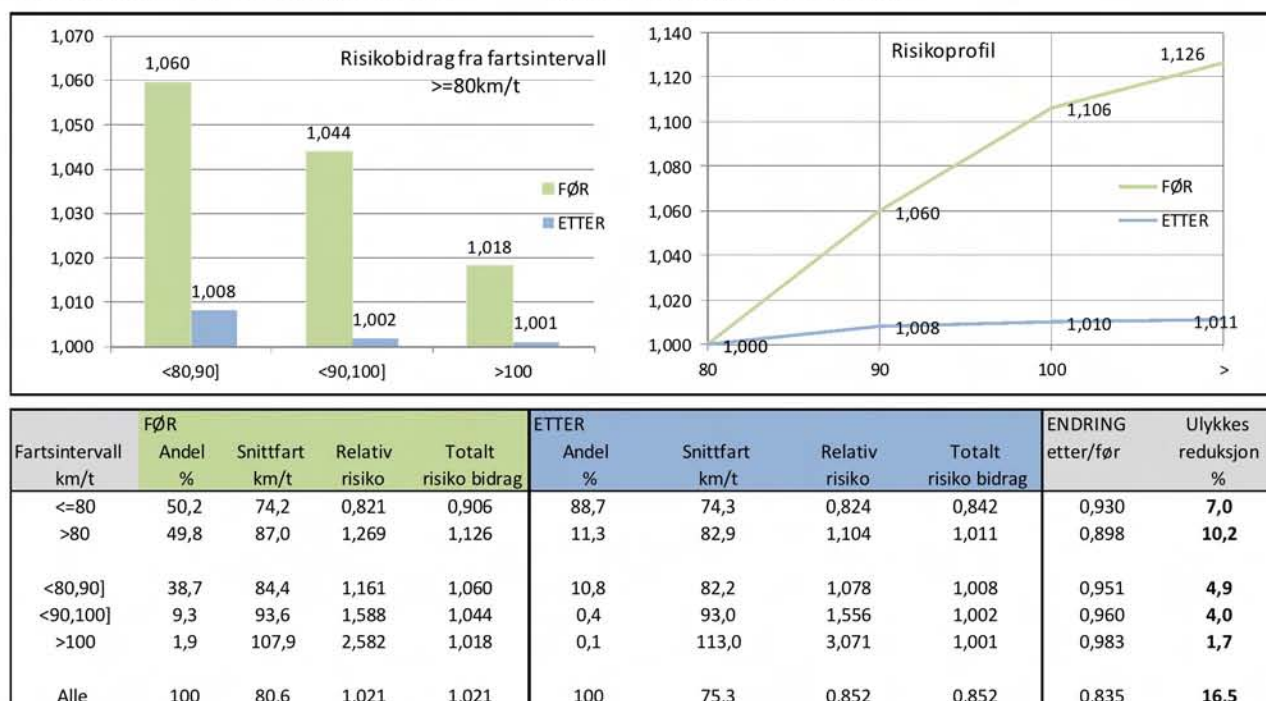 Risikobidrag fra fartsintervall
>=80km/t
1,070
1,060
1,050
1,040
1,030
1,020
1,010
1,000
1,060
1,044
1,018
1,008
1,002
1,001
FØR
ETTER
<80,90]
<90,100]
>100
Risikoprofil
1,140
1,120
1,100
1,080
1,060
1,040
1,020
1,000
1,126
1,106
1,060
1,000
1,008
1,010
1,011
FØR
ETTER
80
90
100
>
FØR ETTER ENDRING Ulykkes
Fartsintervall Andel Snittfart Relativ Totalt Andel Snittfart Relativ Totalt etter/før reduksjon
km/t % km/t risiko risiko bidrag % km/t risiko risiko bidrag %
<=80 50,2 74,2 0,821 0,906 88,7 74,3 0,824 0,842 0,930 7,0
>80 49,8 87,0 1,269 1,126 11,3 82,9 1,104 1,011 0,898 10,2
<80,90] 38,7 84,4 1,161 1,060 10,8 82,2 1,078 1,008 0,951 4,9
<90,100] 9,3 93,6 1,588 1,044 0,4 93,0 1,556 1,002 0,960 4,0
>100 1,9 107,9 2,582 1,018 0,1 113,0 3,071 1,001 0,983 1,7
Alle 100 80,6 1,021 1,021 100 75,3 0,852 0,852 0,835 16,5